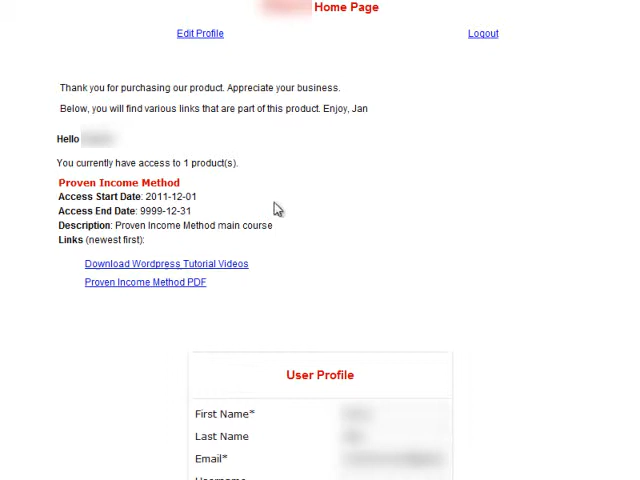 Home Page
Edit Profile
Logout
Thank you for purchasing our product. Appreciate your business.
Below, you will find various links that are part of this product. Enjoy, Jan
Hello
You currently have access to 1 product(s).
Proven Income Method
Access Start Date: 2011-12-01
Access End Date: 9999-12-31
Description: Proven Income Method main course
Links (newest first):
Download Wordpress Tutorial Videos
Proven Income Method PDF
User Profile
First Name*
Last Name
Email*